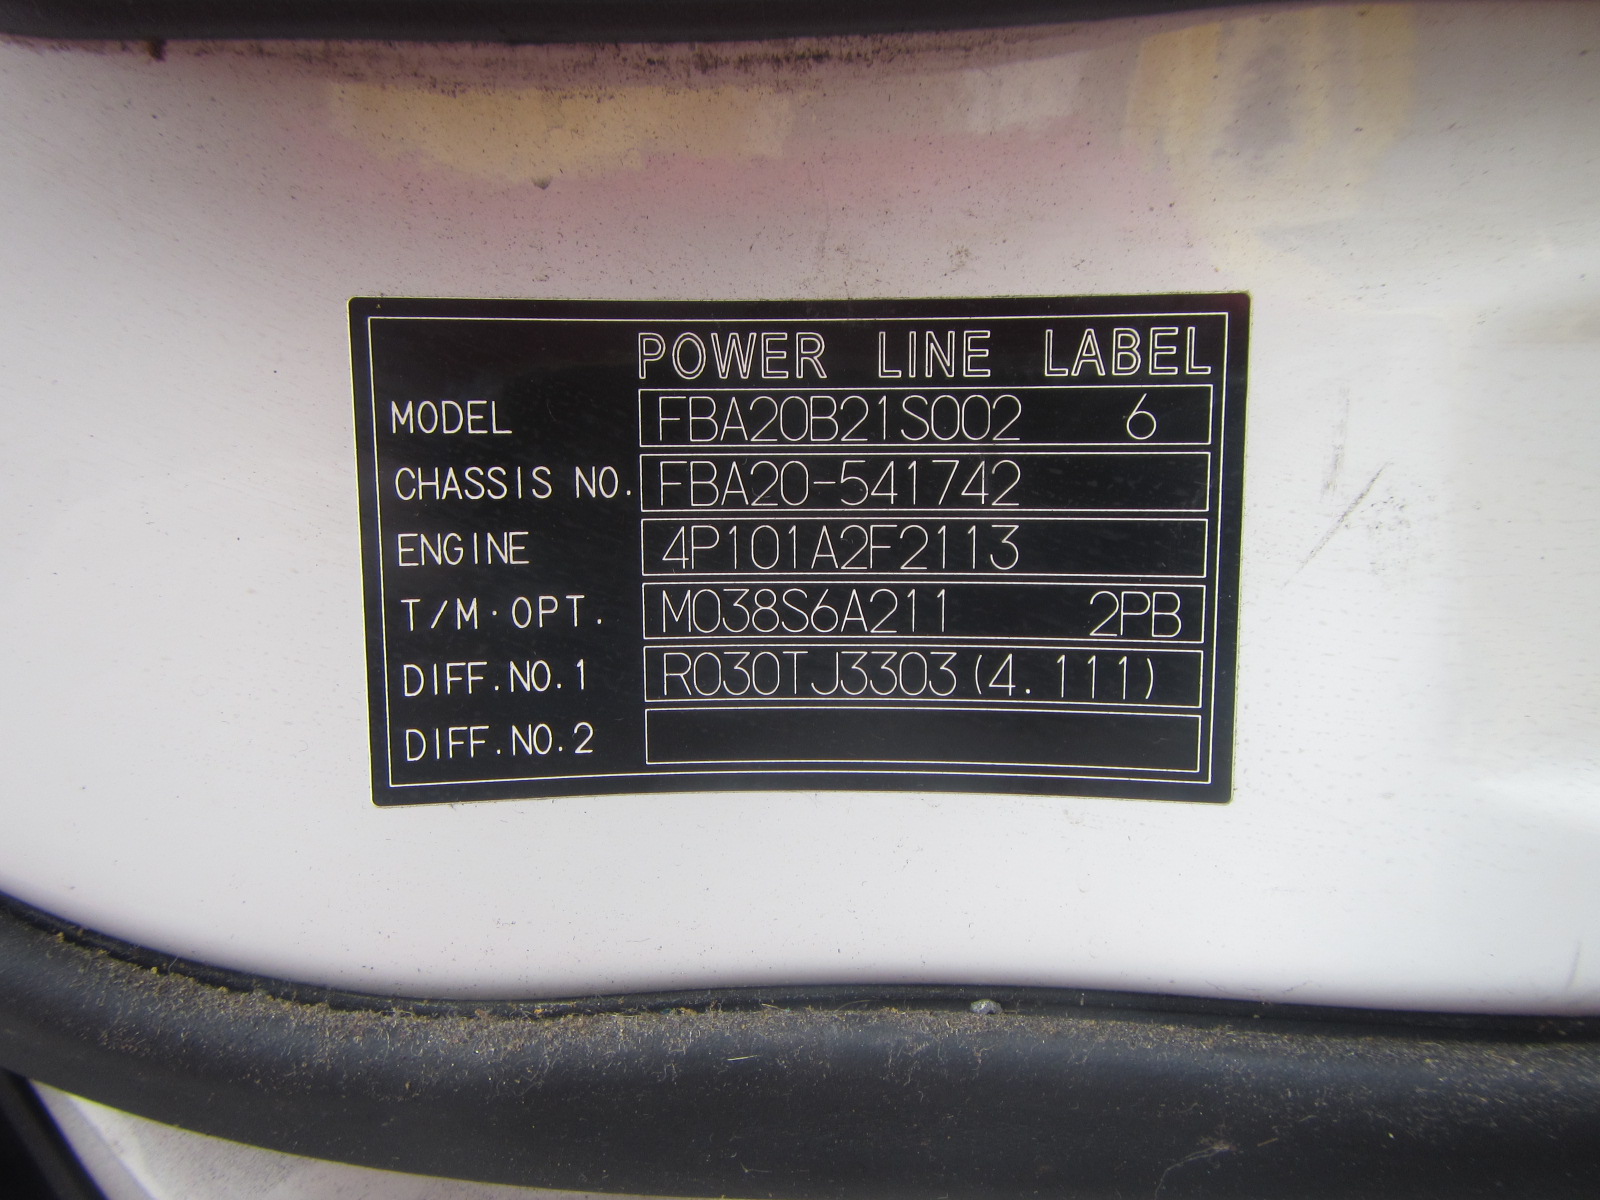 POWER LINE LABEL
MODEL FBA20B21S002 6
CHASSIS NO. FBA20-541742
ENGINE 4P101A2F2113
T/M·OPT. M038S6A211 2PB
DIFF.NO.1 R030TJ3303(4.111)
DIFF.NO.2